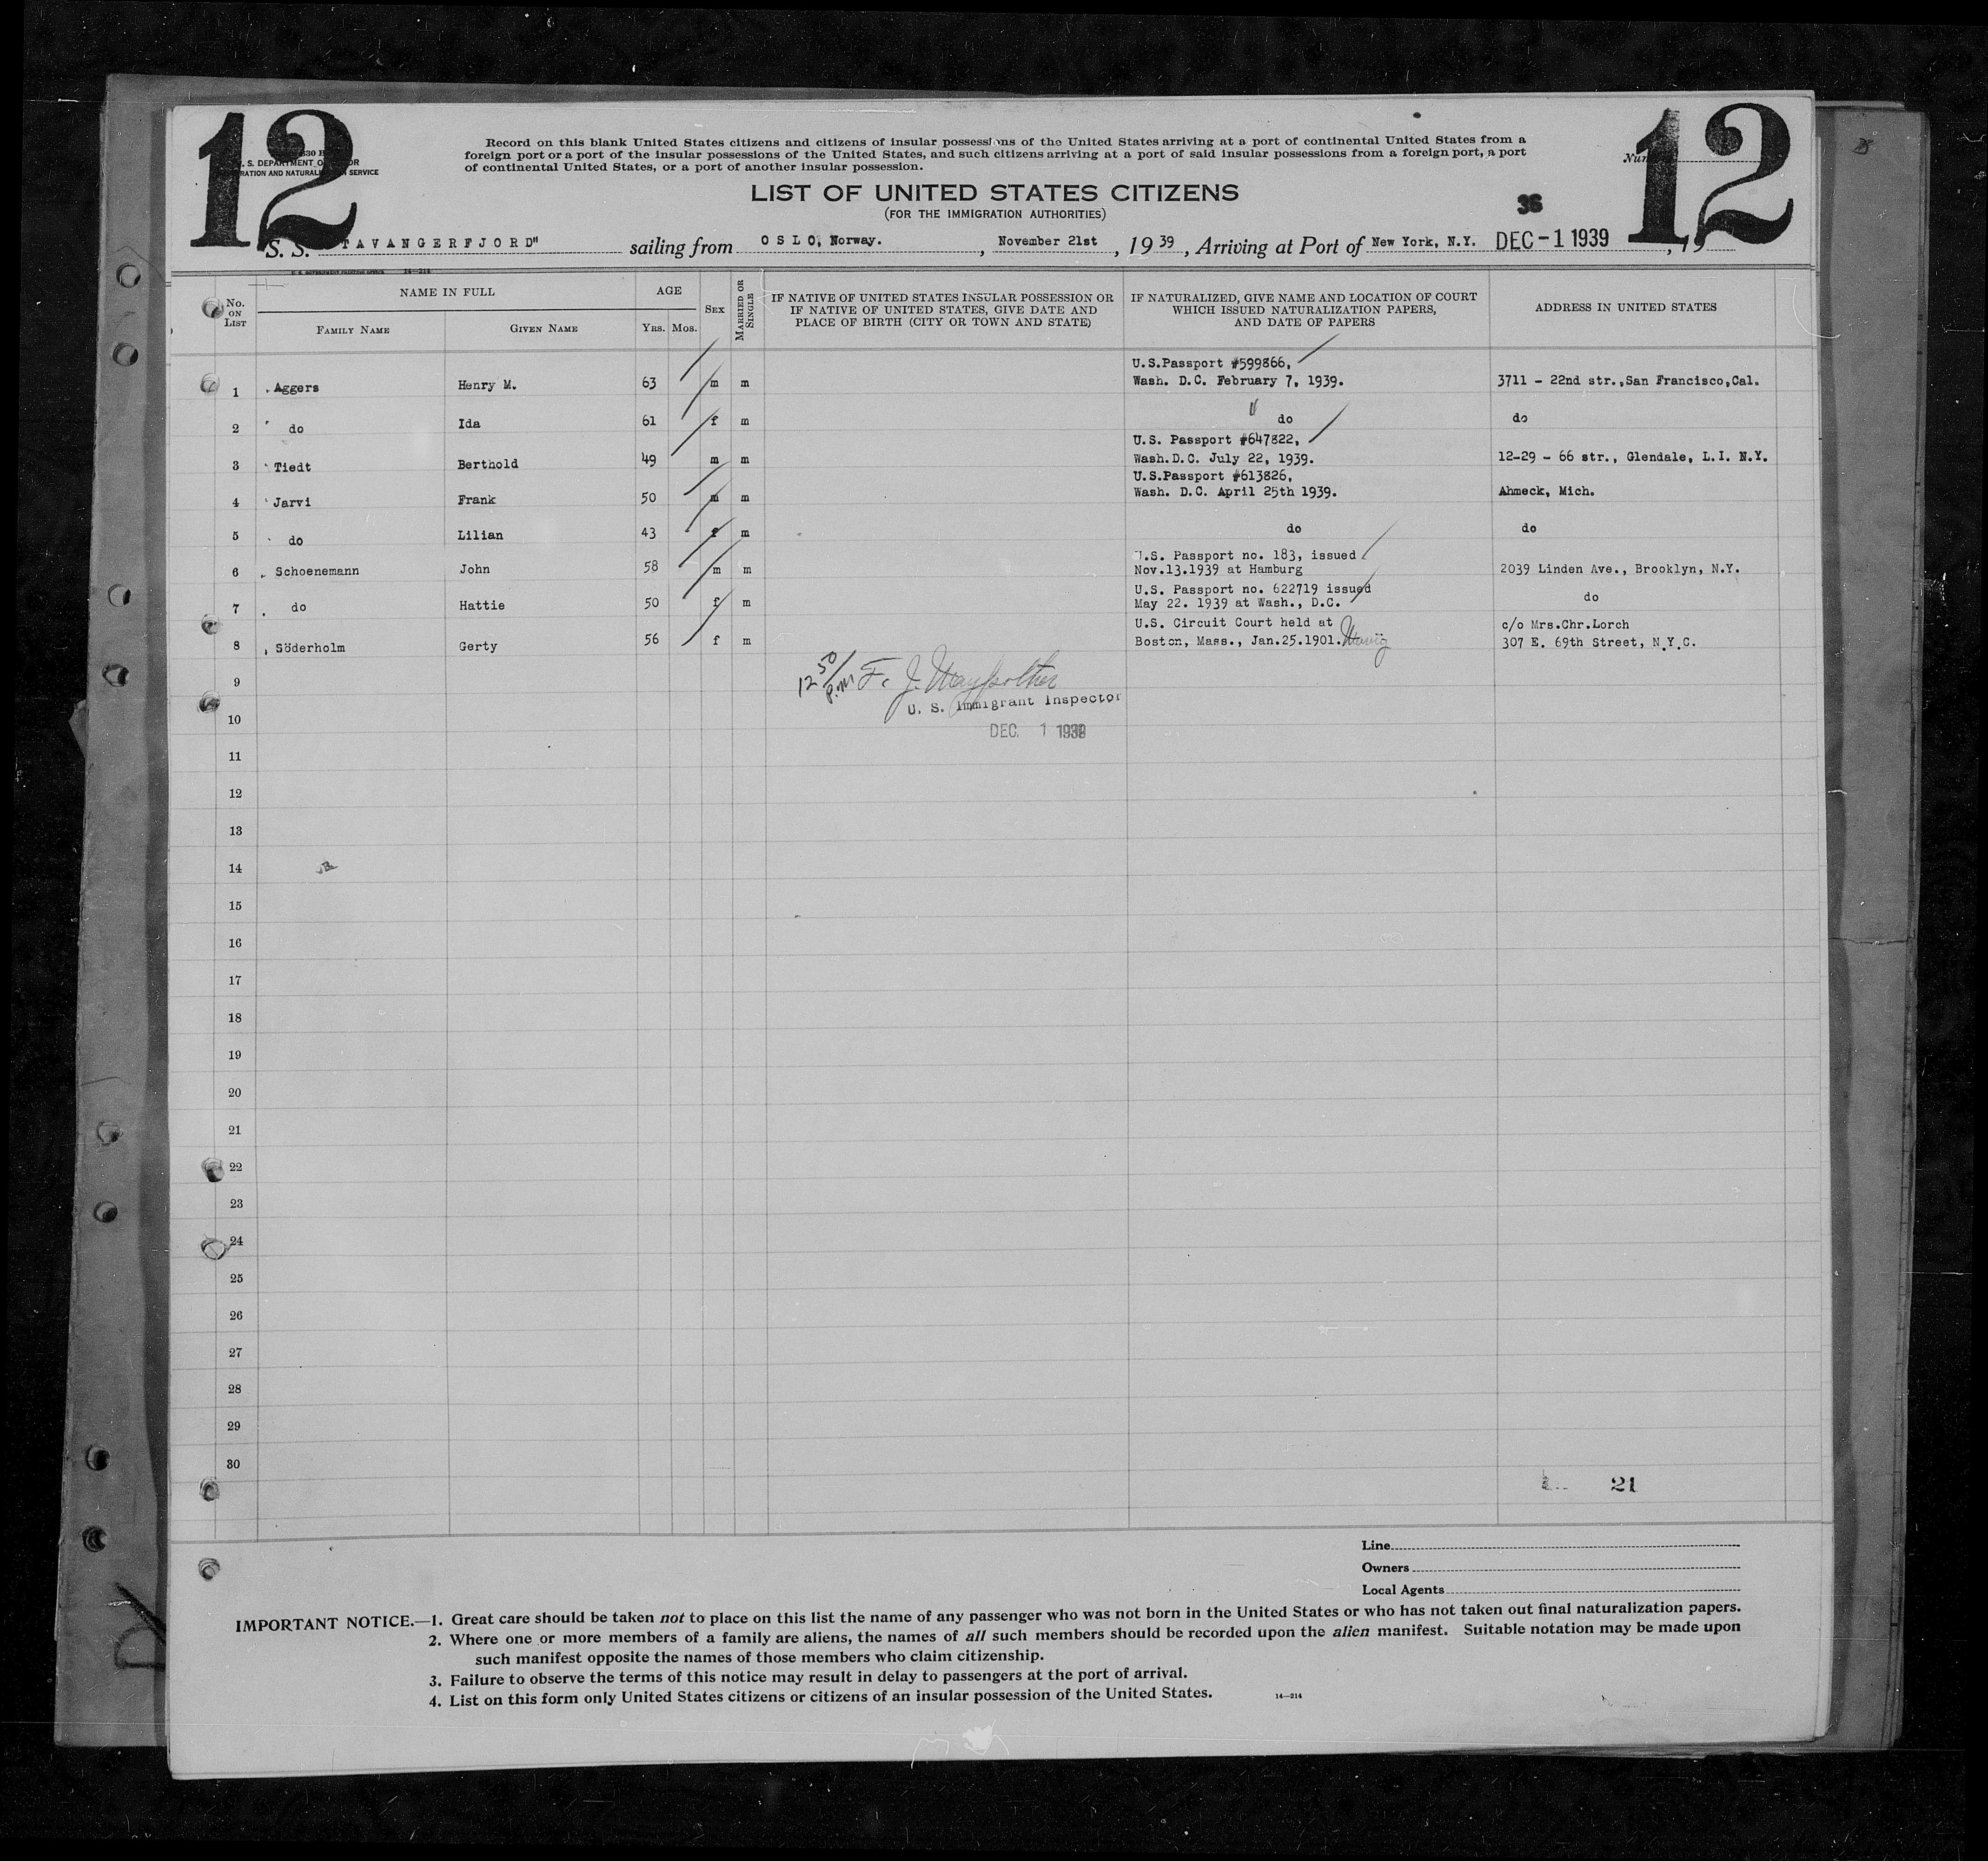 12
12
Record on this blank United States citizens and citizens of insular possessions of the United States arriving at a port of continental United States from a
foreign port or a port of the insular possessions of the United States, and such citizens arriving at a port of said insular possessions from a foreign port, a port
of continental United States, or a port of another insular possession.
LIST OF UNITED STATES CITIZENS
(FOR THE IMMIGRATION AUTHORITIES)
36
S. S. TAVANGERFJORD" sailing from OSLO, Norway. , November 21st , 1939 , Arriving at Port of New York, N.Y. DEC -1 1939 , 19
No. ON LIST NAME IN FULL AGE SEX MARRIED OR SINGLE
FAMILY NAME GIVEN NAME YRS. MOS.
IF NATIVE OF UNITED STATES INSULAR POSSESSION OR
IF NATIVE OF UNITED STATES, GIVE DATE AND
PLACE OF BIRTH (CITY OR TOWN AND STATE)
IF NATURALIZED, GIVE NAME AND LOCATION OF COURT
WHICH ISSUED NATURALIZATION PAPERS,
AND DATE OF PAPERS
ADDRESS IN UNITED STATES
U.S.Passport #599866,
1 Aggers Henry M. 63 m m Wash. D.C. February 7, 1939. 3711 - 22nd str.,San Francisco,Cal.
2 do Ida 61 f m do do
U.S. Passport #647822,
3 Tiedt Berthold 49 m m Wash.D.C. July 22, 1939. 12-29 - 66 str., Glendale, L.I. N.Y.
U.S.Passport #613826,
4 Jarvi Frank 50 m m Wash. D.C. April 25th 1939. Ahmeck, Mich.
5 do Lilian 43 f m do do
U.S. Passport no. 183, issued
6 Schoenemann John 58 m m Nov.13.1939 at Hamburg 2039 Linden Ave., Brooklyn, N.Y.
U.S. Passport no. 622719 issued
7 do Hattie 50 f m May 22. 1939 at Wash., D.C. do
U.S. Circuit Court held at c/o Mrs.Chr.Lorch
8 Söderholm Gerty 56 f m Boston, Mass., Jan.25.1901. 307 E. 69th Street, N.Y.C.
9 12 50/ P.M F. J.
U. S. Immigrant Inspector
10
DEC. 1 1939
11
12
13
14
15
16
17
18
19
20
21
22
23
24
25
26
27
28
29
30
21
Line
Owners
Local Agents
IMPORTANT NOTICE.—1. Great care should be taken not to place on this list the name of any passenger who was not born in the United States or who has not taken out final naturalization papers.
2. Where one or more members of a family are aliens, the names of all such members should be recorded upon the alien manifest. Suitable notation may be made upon
such manifest opposite the names of those members who claim citizenship.
3. Failure to observe the terms of this notice may result in delay to passengers at the port of arrival.
4. List on this form only United States citizens or citizens of an insular possession of the United States. 14—214